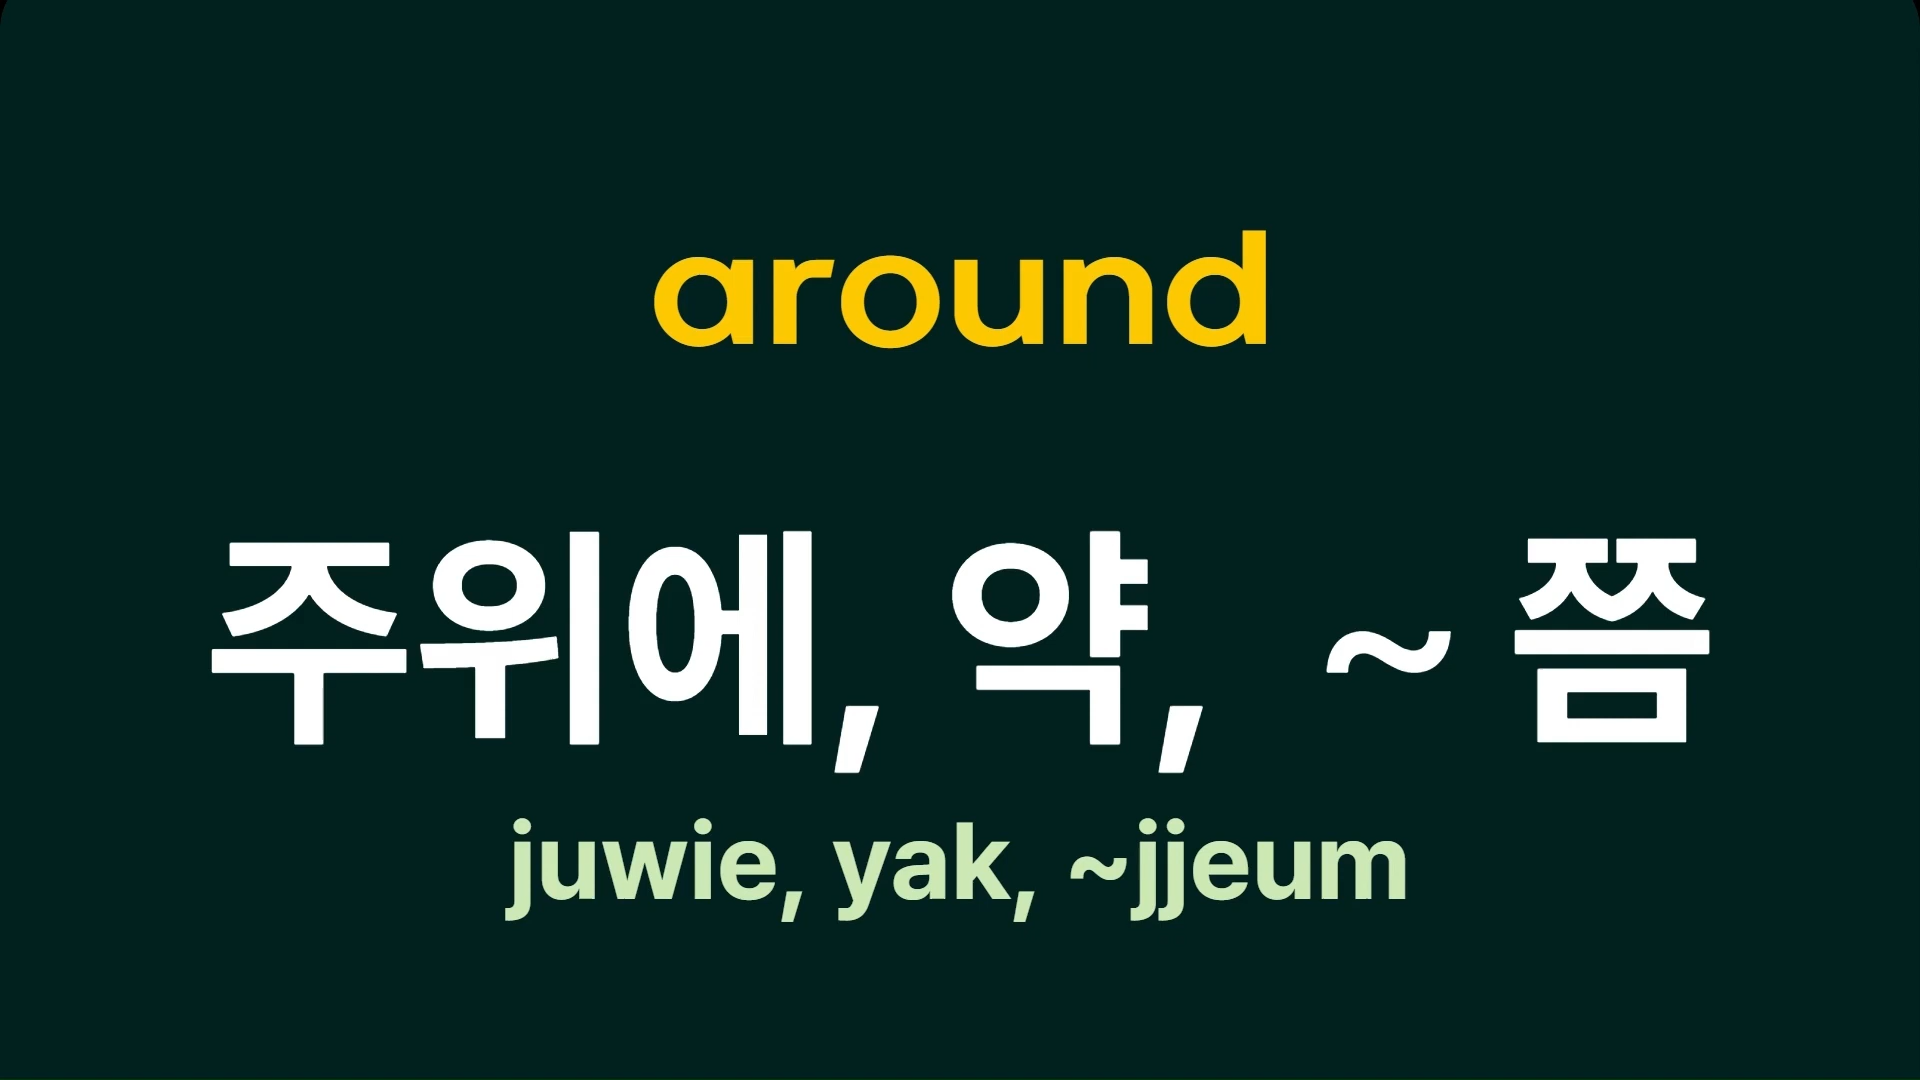 around
주위에, 약, ~ 쯤
juwie, yak, ~jjeum